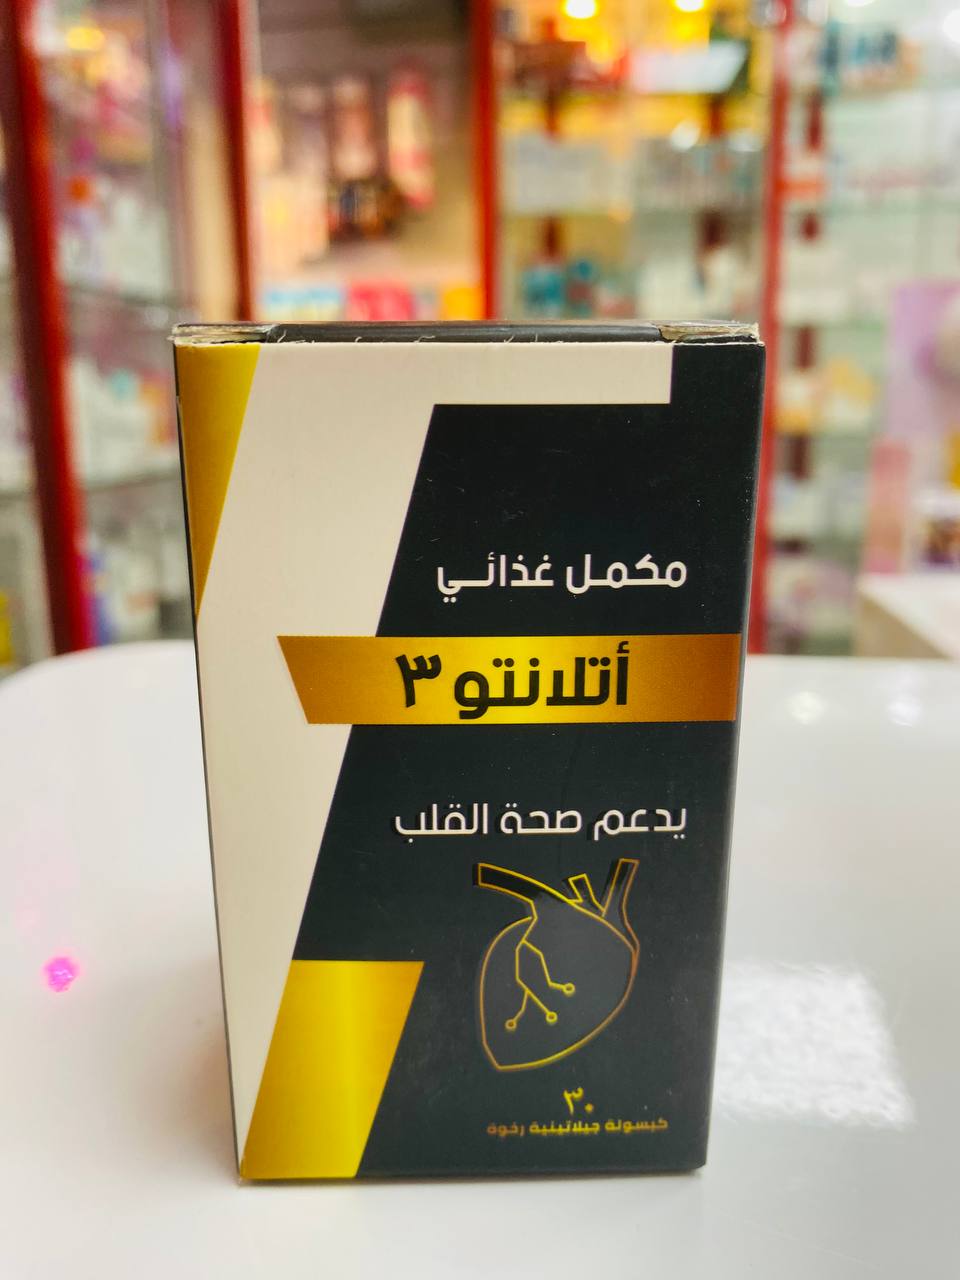 مكمل غذائي
أتلانتو ٣
يدعم صحة القلب
٣٠
كبسولة جيلاتينية رخوة